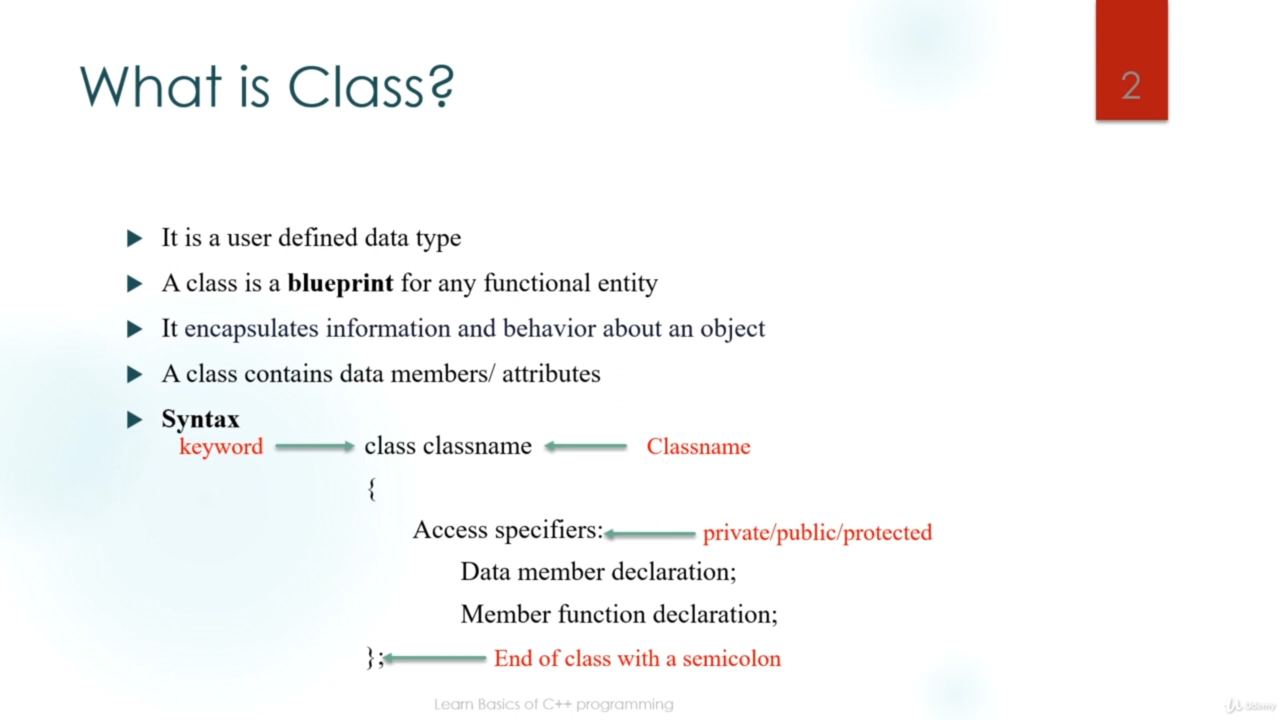 What is Class?
2
It is a user defined data type
A class is a blueprint for any functional entity
It encapsulates information and behavior about an object
A class contains data members/ attributes
Syntax
keyword class classname Classname
{
Access specifiers: private/public/protected
Data member declaration;
Member function declaration;
}; End of class with a semicolon
Learn Basics of C++ programming
Udemy